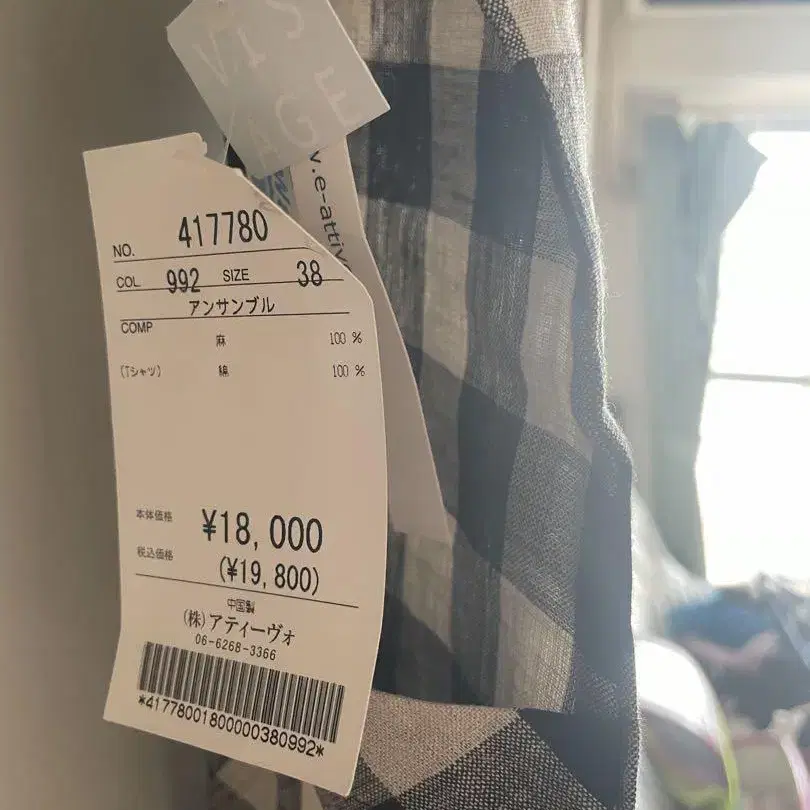 VIS
AGE
v.e-attiv
NO. 417780
COL 992 SIZE 38
アンサンブル
COMP
麻 100 %
(Tシャツ) 綿 100 %
本体価格 ¥18,000
税込価格 (¥19,800)
中国製
(株)アティーヴォ
06-6268-3366
*41778001800000380992*